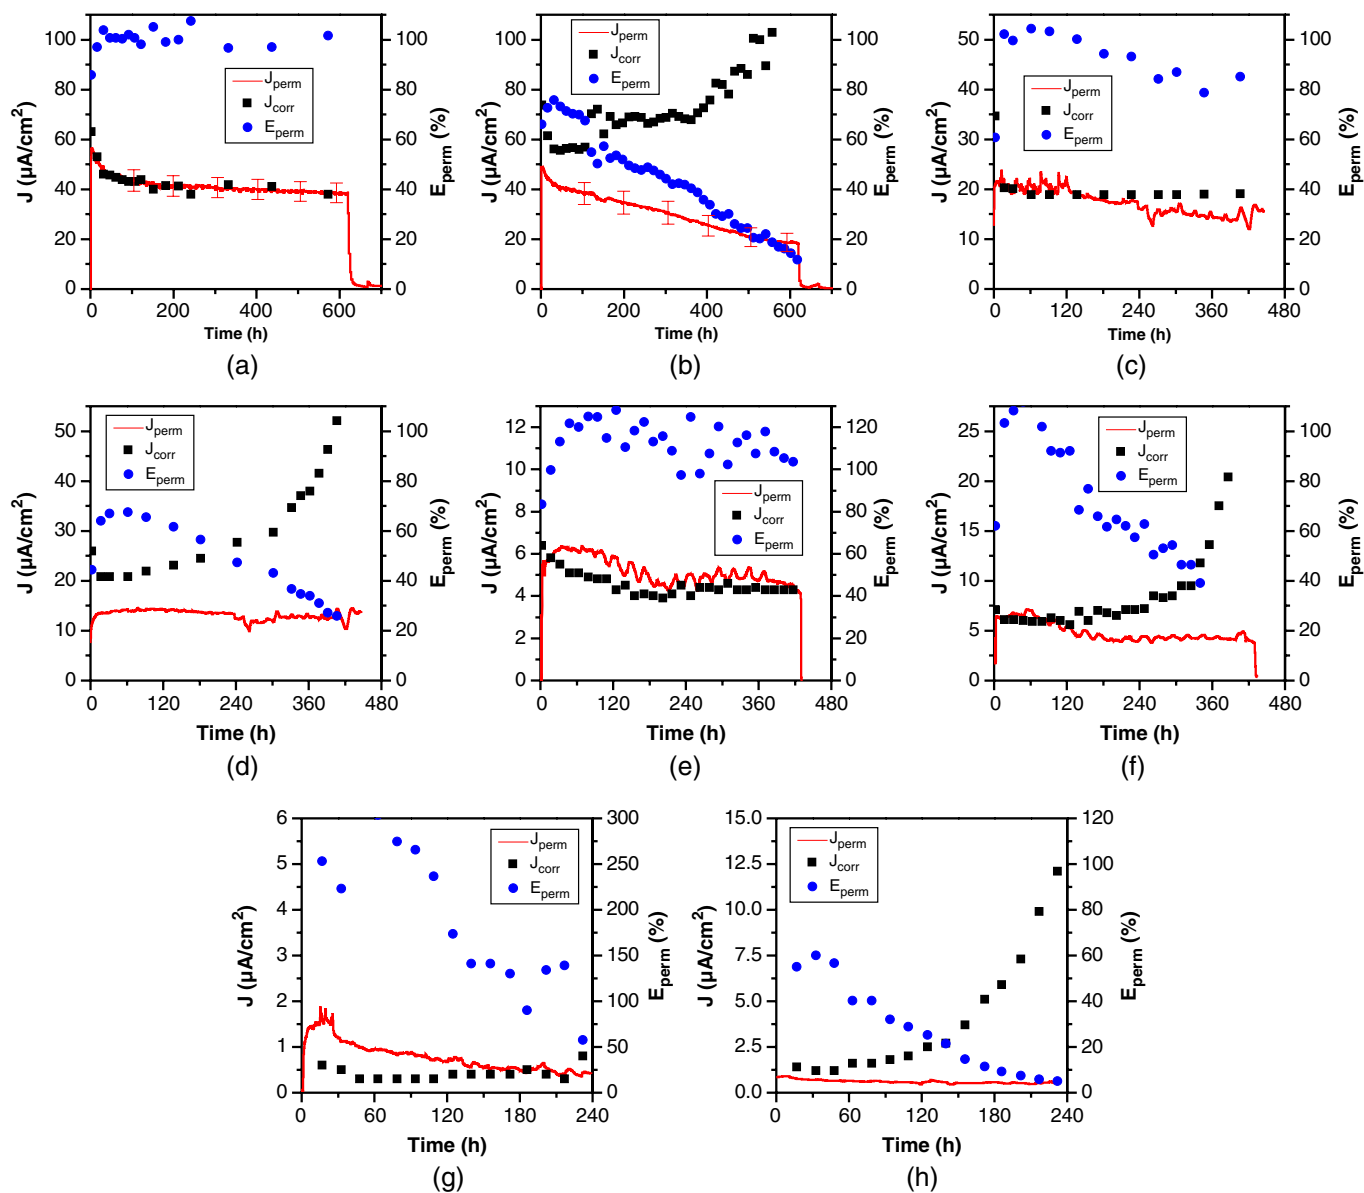 100
80
60
40
20
0
J (µA/cm²)
100
80
60
40
20
0
E_perm (%)
J_perm
J_corr
E_perm
0 200 400 600
Time (h)
(a)
100
80
60
40
20
0
J (µA/cm²)
100
80
60
40
20
0
E_perm (%)
J_perm
J_corr
E_perm
0 200 400 600
Time (h)
(b)
50
40
30
20
10
0
J (µA/cm²)
100
80
60
40
20
0
E_perm (%)
J_perm
J_corr
E_perm
0 120 240 360 480
Time (h)
(c)
50
40
30
20
10
0
J (µA/cm²)
100
80
60
40
20
0
E_perm (%)
J_perm
J_corr
E_perm
0 120 240 360 480
Time (h)
(d)
12
10
8
6
4
2
0
J (µA/cm²)
120
100
80
60
40
20
0
E_perm (%)
J_perm
J_corr
E_perm
0 120 240 360 480
Time (h)
(e)
25
20
15
10
5
0
J (µA/cm²)
100
80
60
40
20
0
E_perm (%)
J_perm
J_corr
E_perm
0 120 240 360 480
Time (h)
(f)
6
5
4
3
2
1
0
J (µA/cm²)
300
250
200
150
100
50
0
E_perm (%)
J_perm
J_corr
E_perm
0 60 120 180 240
Time (h)
(g)
15.0
12.5
10.0
7.5
5.0
2.5
0.0
J (µA/cm²)
120
100
80
60
40
20
0
E_perm (%)
J_perm
J_corr
E_perm
0 60 120 180 240
Time (h)
(h)